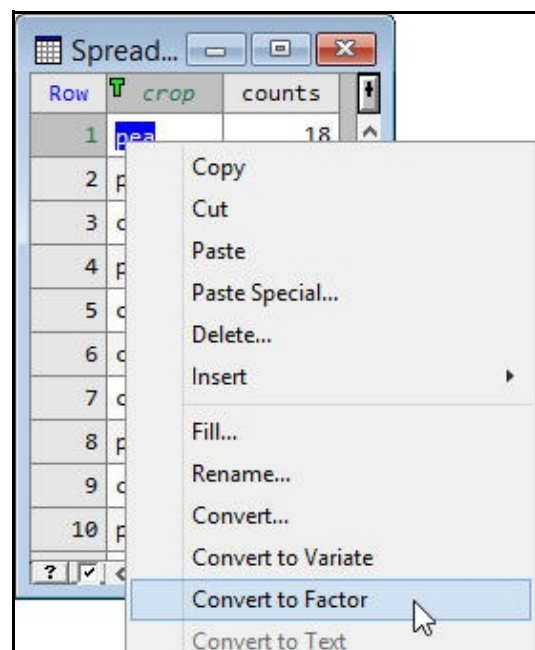 Spread...
Row T crop counts
1 pea 18
2 p
3 c
4 p
5 c
6 c
7 c
8 p
9 c
10 p
?
Copy
Cut
Paste
Paste Special...
Delete...
Insert
Fill...
Rename...
Convert...
Convert to Variate
Convert to Factor
Convert to Text